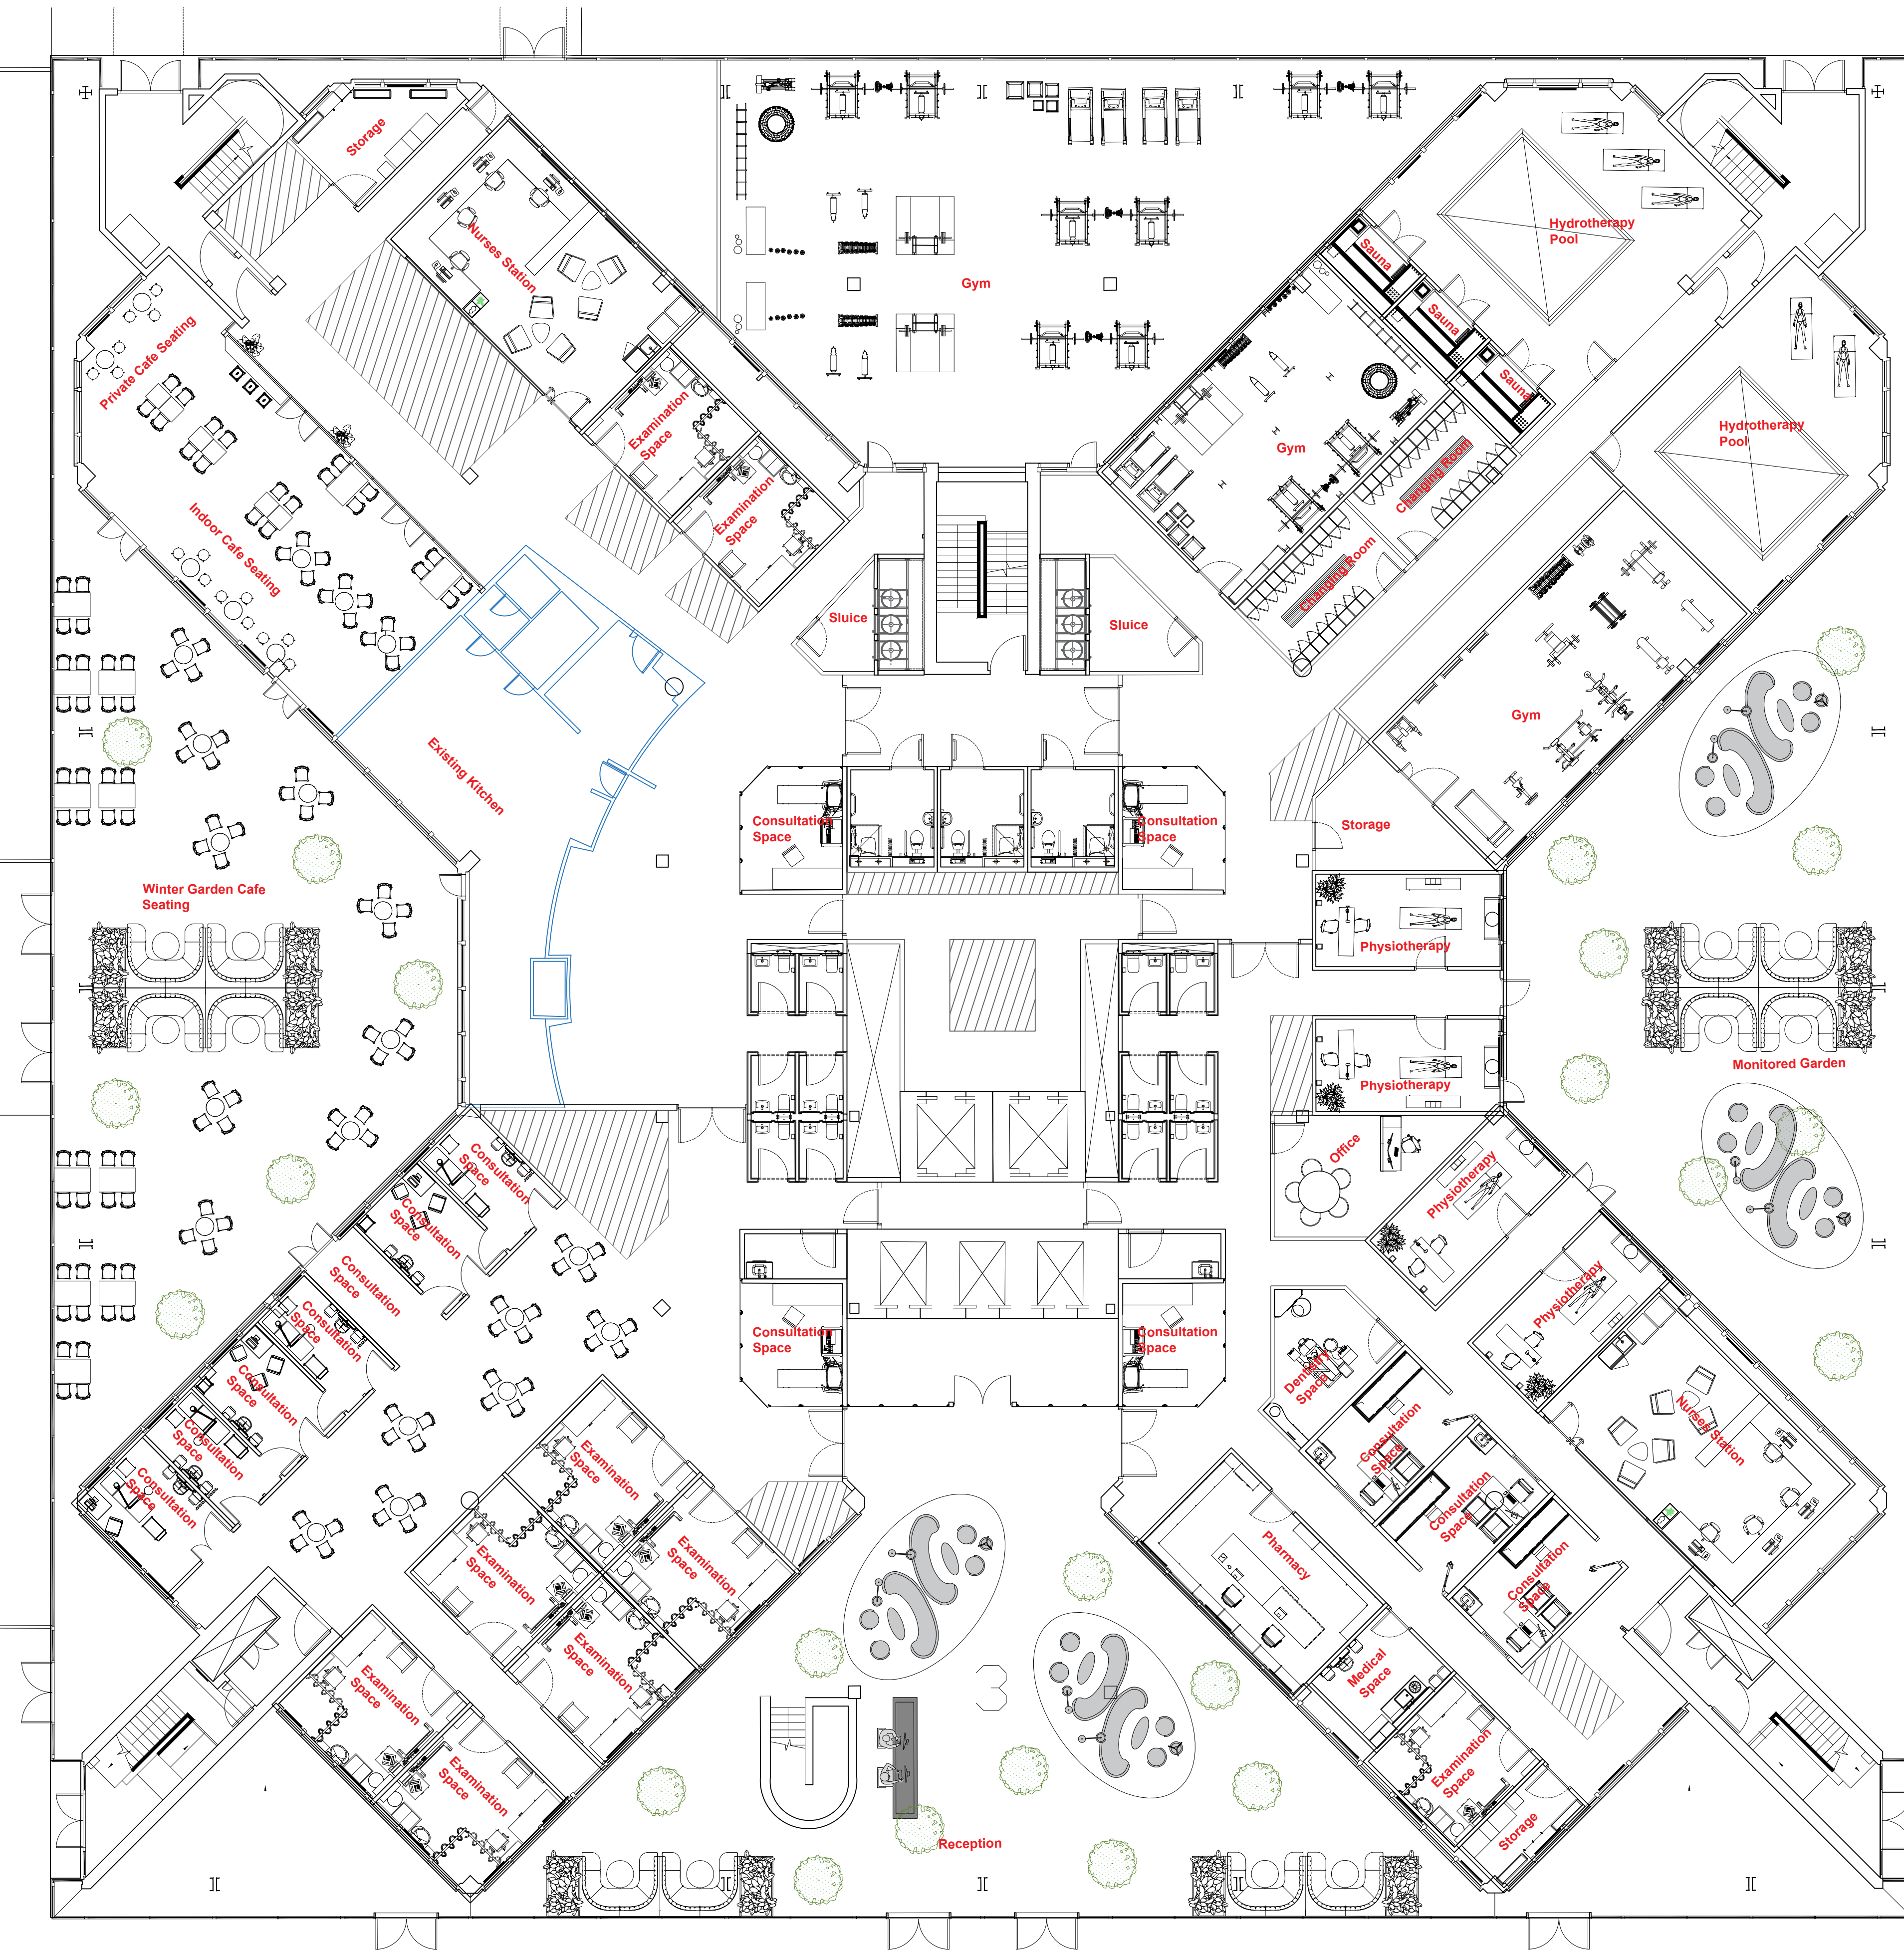 Storage
Nurses Station
Hydrotherapy
Pool
Sauna
Sauna
Sauna
Gym
Private Cafe Seating
Examination
Space
Examination
Space
Gym
Changing Room
Changing Room
Hydrotherapy
Pool
Indoor Cafe Seating
Sluice
Sluice
Gym
Existing Kitchen
Consultation
Space
Consultation
Space
Storage
Winter Garden Cafe
Seating
Physiotherapy
Physiotherapy
Monitored Garden
Office
Consultation
Space
Consultation
Space
Consultation
Space
Consultation
Space
Consultation
Space
Consultation
Space
Consultation
Space
Physiotherapy
Physiotherapy
Consultation
Space
Consultation
Space
Dentistry
Space
Consultation
Space
Consultation
Space
Consultation
Space
Nurses Station
Examination
Space
Examination
Space
Examination
Space
Examination
Space
Examination
Space
Examination
Space
Pharmacy
Medical
Space
Examination
Space
Storage
3
Reception